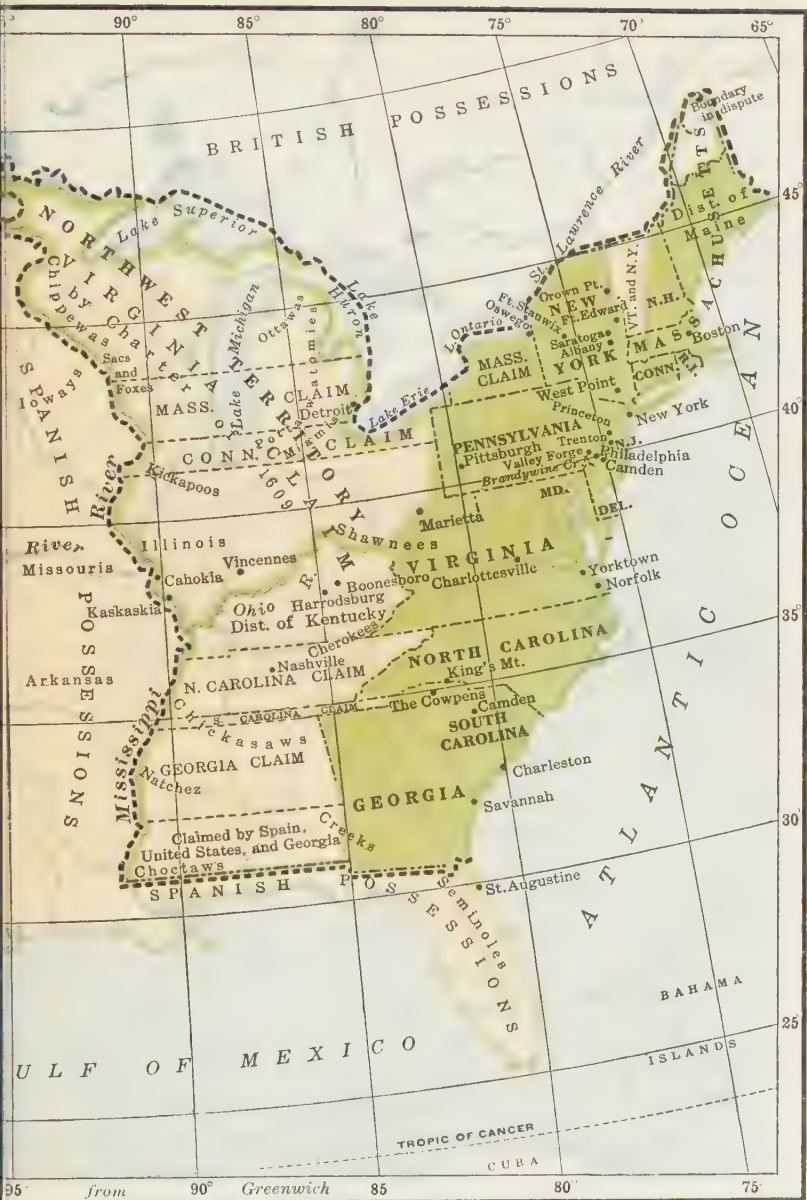 90° 85° 80° 75° 70° 65°
BRITISH POSSESSIONS
Boundary
in dispute
45°
St. Lawrence River
Dist. of
Maine
MASSACHUSETTS
Lake Superior
NORTHWEST TERRITORY
VIRGINIA CLAIM
by Charter OF 1609
Chippewas
Lake Michigan
Ottawas
Lake
Huron
Pottawatomies
Miamis
Sacs
and
Foxes
Ioways
SPANISH
POSSESSIONS
MASS. CLAIM
Detroit
CONN. CLAIM
Kickapoos
Lake Erie
L. Ontario
Ft. Stanwix
Oswego
Crown Pt.
NEW
Ft. Edward
Saratoga
Albany
YORK
VT. and N.Y.
N.H.
Boston
CONN.
R.I.
MASS.
CLAIM
West Point
New York
40°
Princeton
PENNSYLVANIA
Trenton
N.J.
Pittsburgh
Valley Forge
Philadelphia
Brandywine Cr.
Camden
MD.
DEL.
Marietta
Shawnees
VIRGINIA
Charlottesville
Yorktown
Norfolk
River
Missouris
River
Illinois
Vincennes
Cahokia
Kaskaskia
Boonesboro
Harrodsburg
Ohio R.
Dist. of Kentucky
35°
Cherokees
Nashville
N. CAROLINA CLAIM
NORTH CAROLINA
King's Mt.
Arkansas
Mississippi
S. CAROLINA CLAIM
The Cowpens
Camden
SOUTH
CAROLINA
Chickasaws
GEORGIA CLAIM
Natchez
Charleston
GEORGIA
Savannah
30°
Creeks
Claimed by Spain,
United States, and Georgia
Choctaws
SPANISH POSSESSIONS
Seminoles
St. Augustine
ATLANTIC OCEAN
BAHAMA
ISLANDS
25°
ULF OF MEXICO
TROPIC OF CANCER
CUBA
95° from 90° Greenwich 85 80° 75°